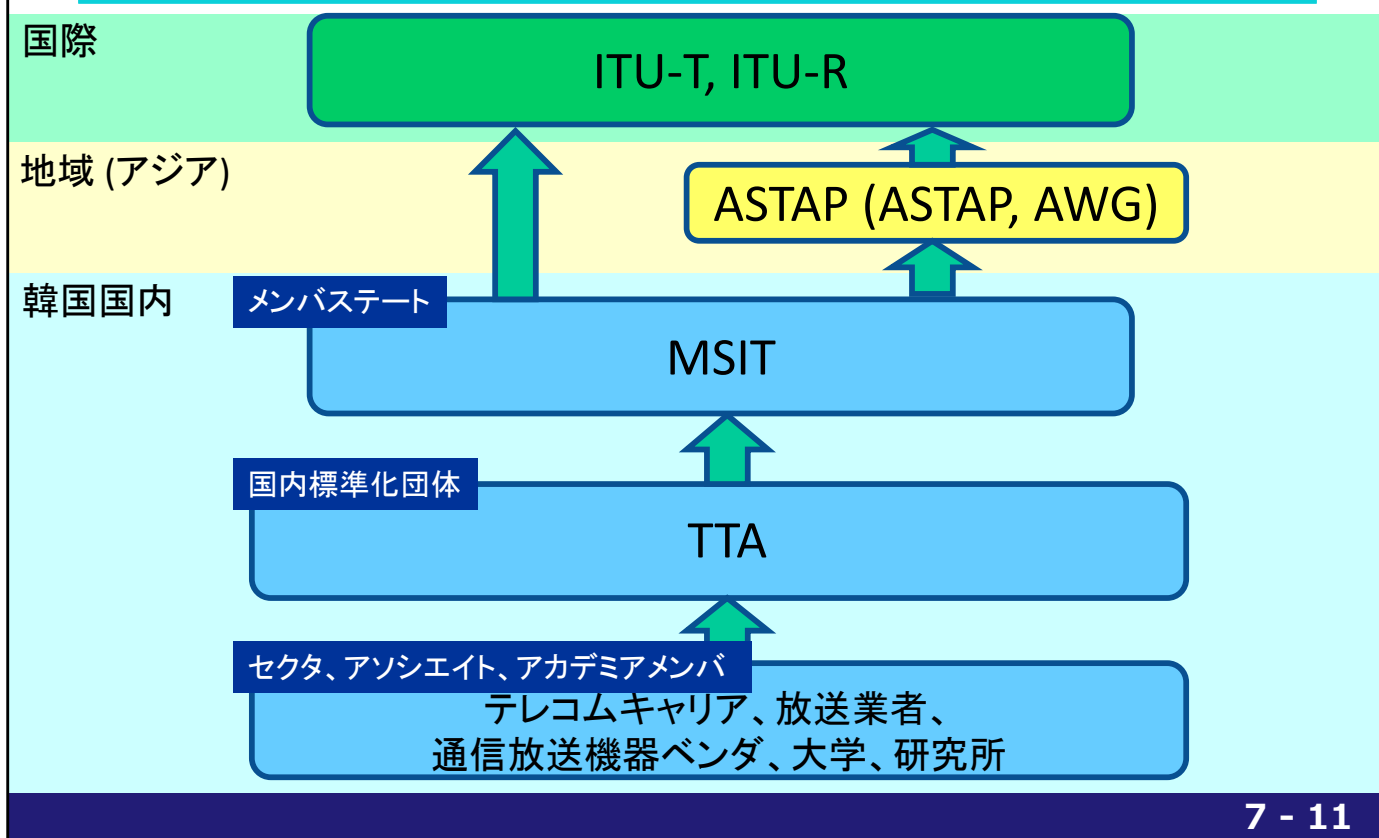 国際
ITU-T, ITU-R
地域 (アジア)
ASTAP (ASTAP, AWG)
韓国国内
メンバステート
MSIT
国内標準化団体
TTA
セクタ、アソシエイト、アカデミアメンバ
テレコムキャリア、放送業者、
通信放送機器ベンダ、大学、研究所
7 - 11